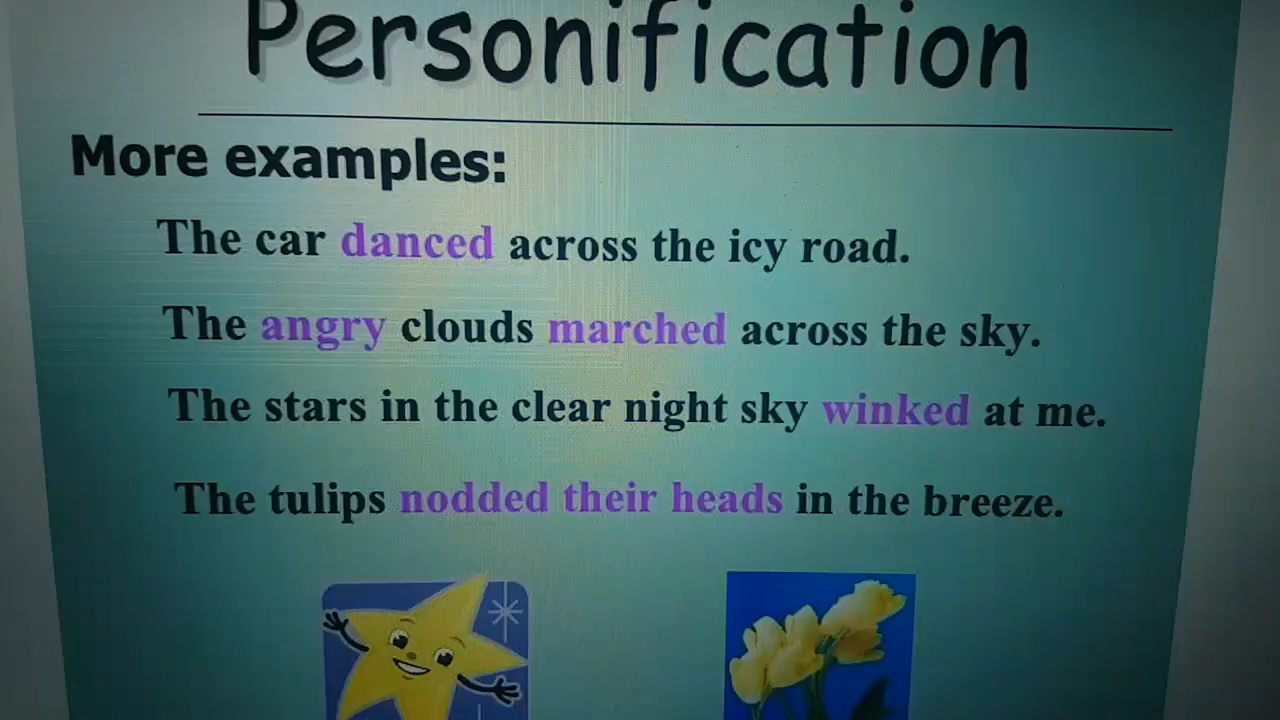 Personification
More examples:
The car danced across the icy road.
The angry clouds marched across the sky.
The stars in the clear night sky winked at me.
The tulips nodded their heads in the breeze.